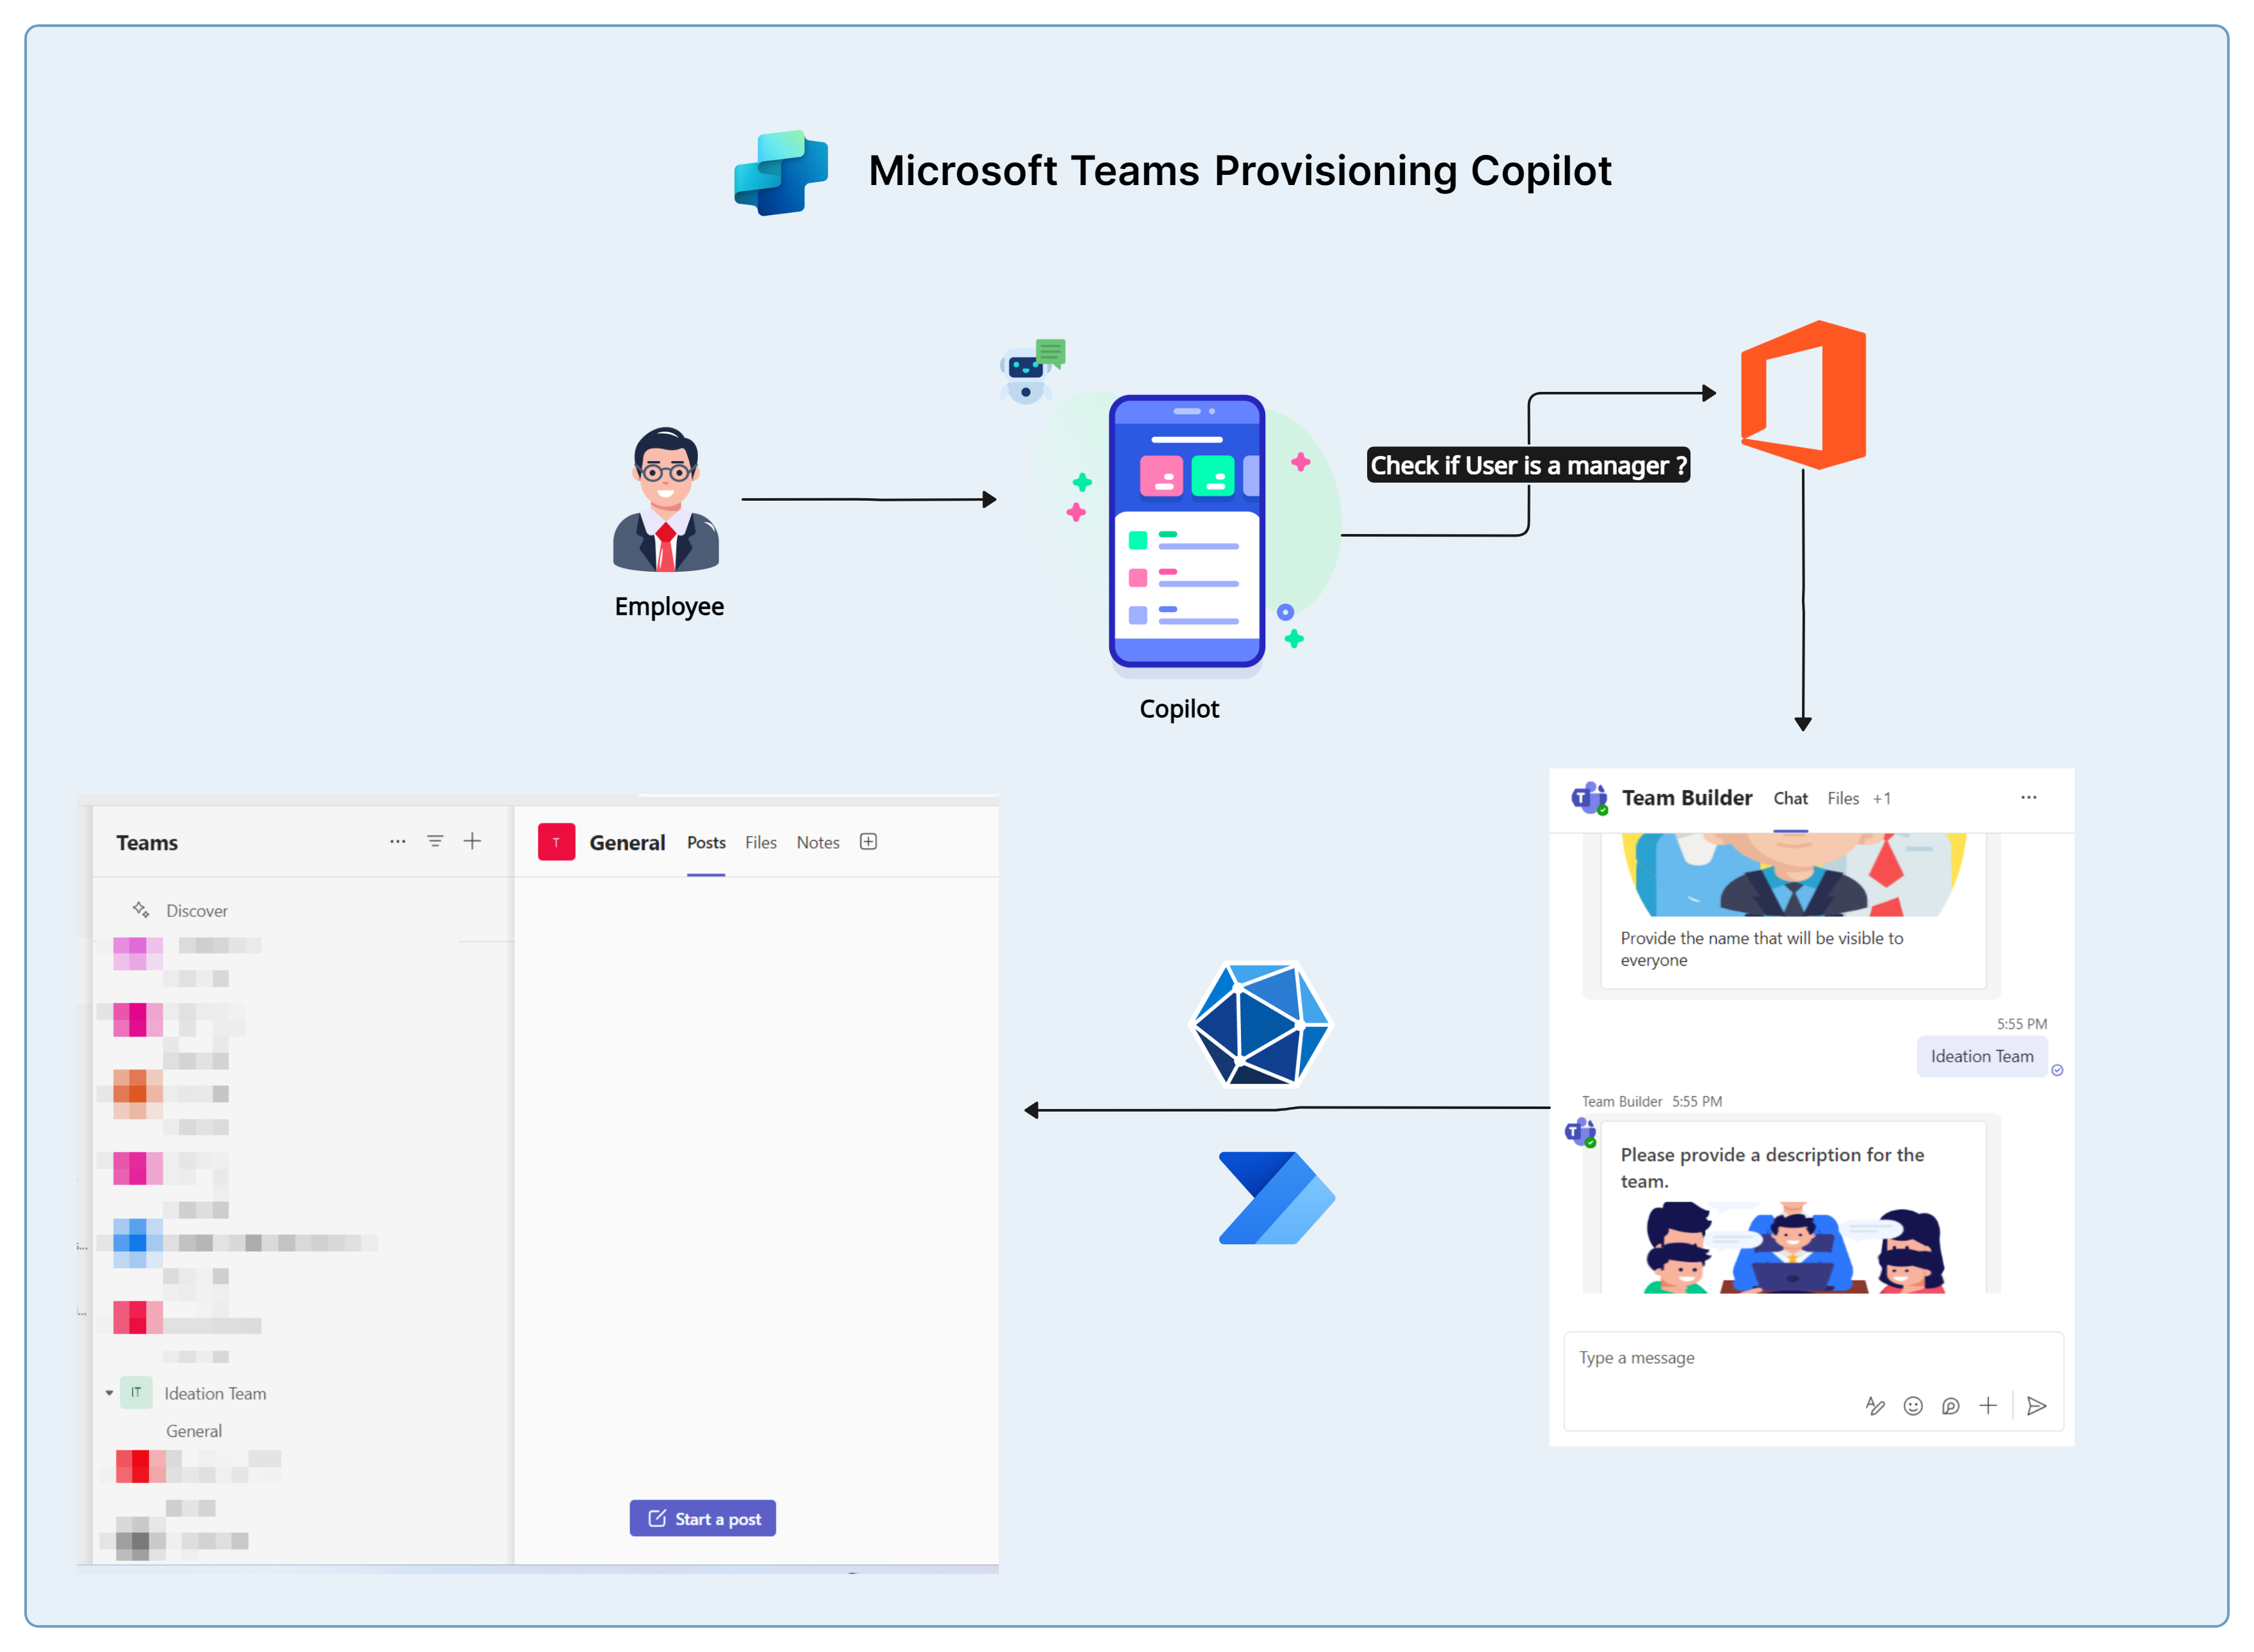 Microsoft Teams Provisioning Copilot
Check if User is a manager ?
Employee
Copilot
Teams
Discover
IT
Ideation Team
General
T
General
Posts
Files
Notes
Start a post
Team Builder
Chat
Files
+1
Provide the name that will be visible to
everyone
5:55 PM
Ideation Team
Team Builder 5:55 PM
Please provide a description for the
team.
Type a message